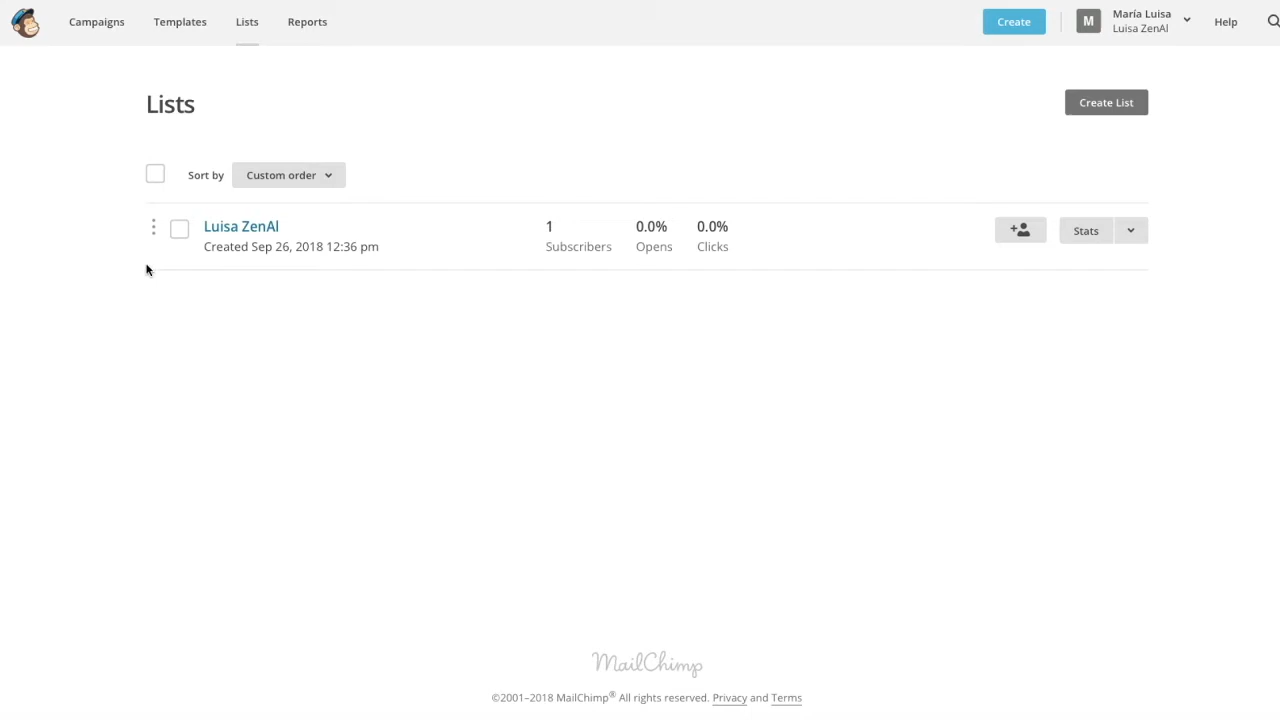 Campaigns Templates Lists Reports Create M María Luisa Help
Luisa ZenAl
Lists
Create List
Sort by Custom order
Luisa ZenAl 1 0.0% 0.0% Stats
Created Sep 26, 2018 12:36 pm Subscribers Opens Clicks
MailChimp
©2001–2018 MailChimp® All rights reserved. Privacy and Terms